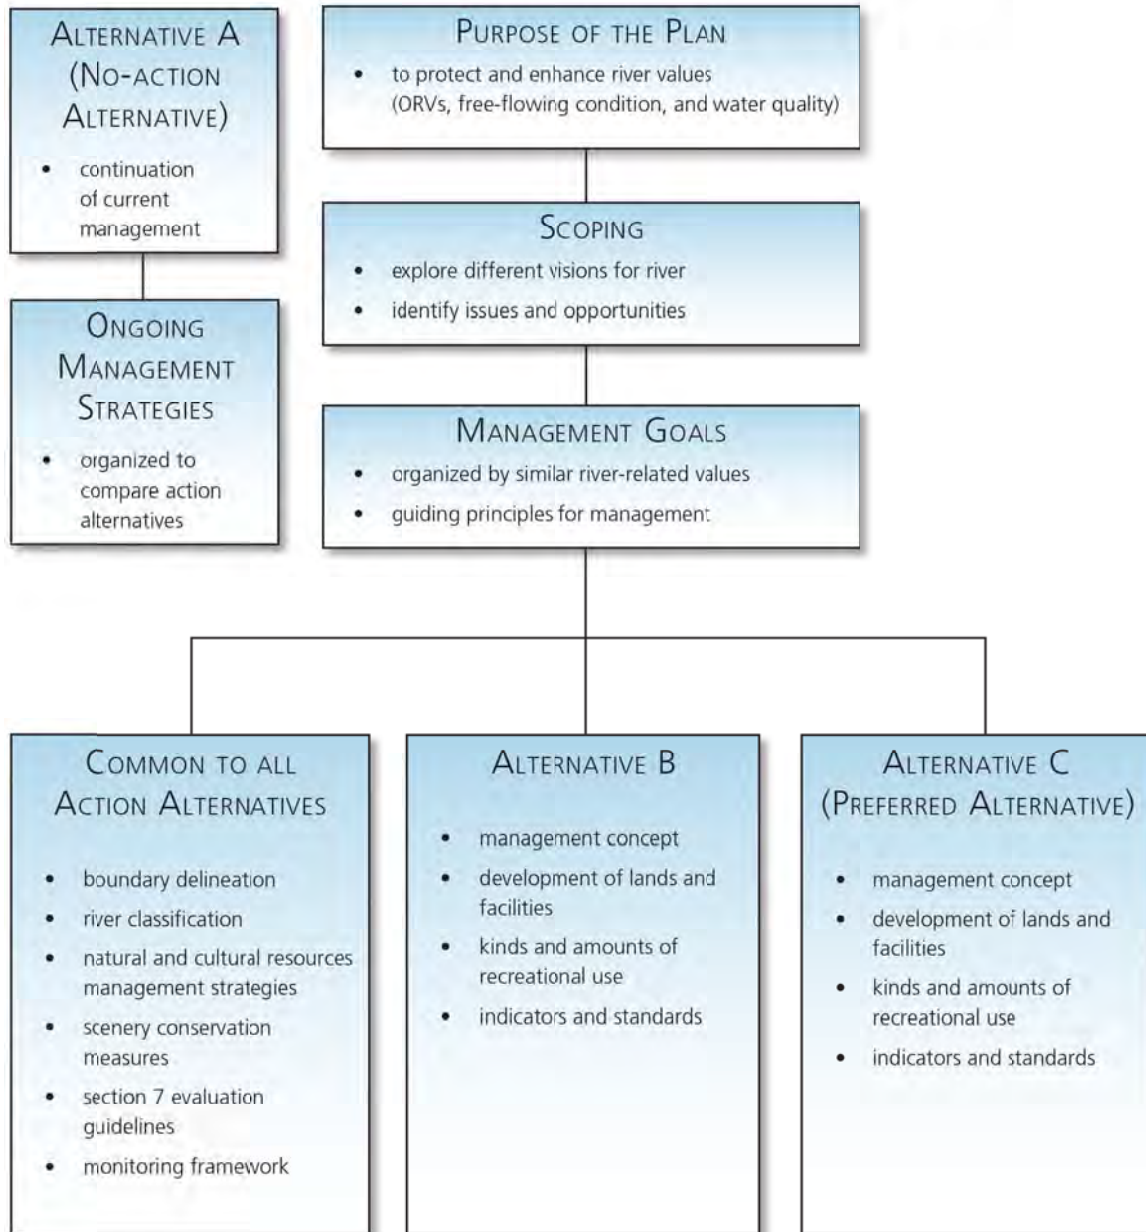 ALTERNATIVE A
(NO-ACTION
ALTERNATIVE)
• continuation
of current
management
ONGOING
MANAGEMENT
STRATEGIES
• organized to
compare action
alternatives
PURPOSE OF THE PLAN
• to protect and enhance river values
(ORVs, free-flowing condition, and water quality)
SCOPING
• explore different visions for river
• identify issues and opportunities
MANAGEMENT GOALS
• organized by similar river-related values
• guiding principles for management
COMMON TO ALL
ACTION ALTERNATIVES
• boundary delineation
• river classification
• natural and cultural resources
management strategies
• scenery conservation
measures
• section 7 evaluation
guidelines
• monitoring framework
ALTERNATIVE B
• management concept
• development of lands and
facilities
• kinds and amounts of
recreational use
• indicators and standards
ALTERNATIVE C
(PREFERRED ALTERNATIVE)
• management concept
• development of lands and
facilities
• kinds and amounts of
recreational use
• indicators and standards